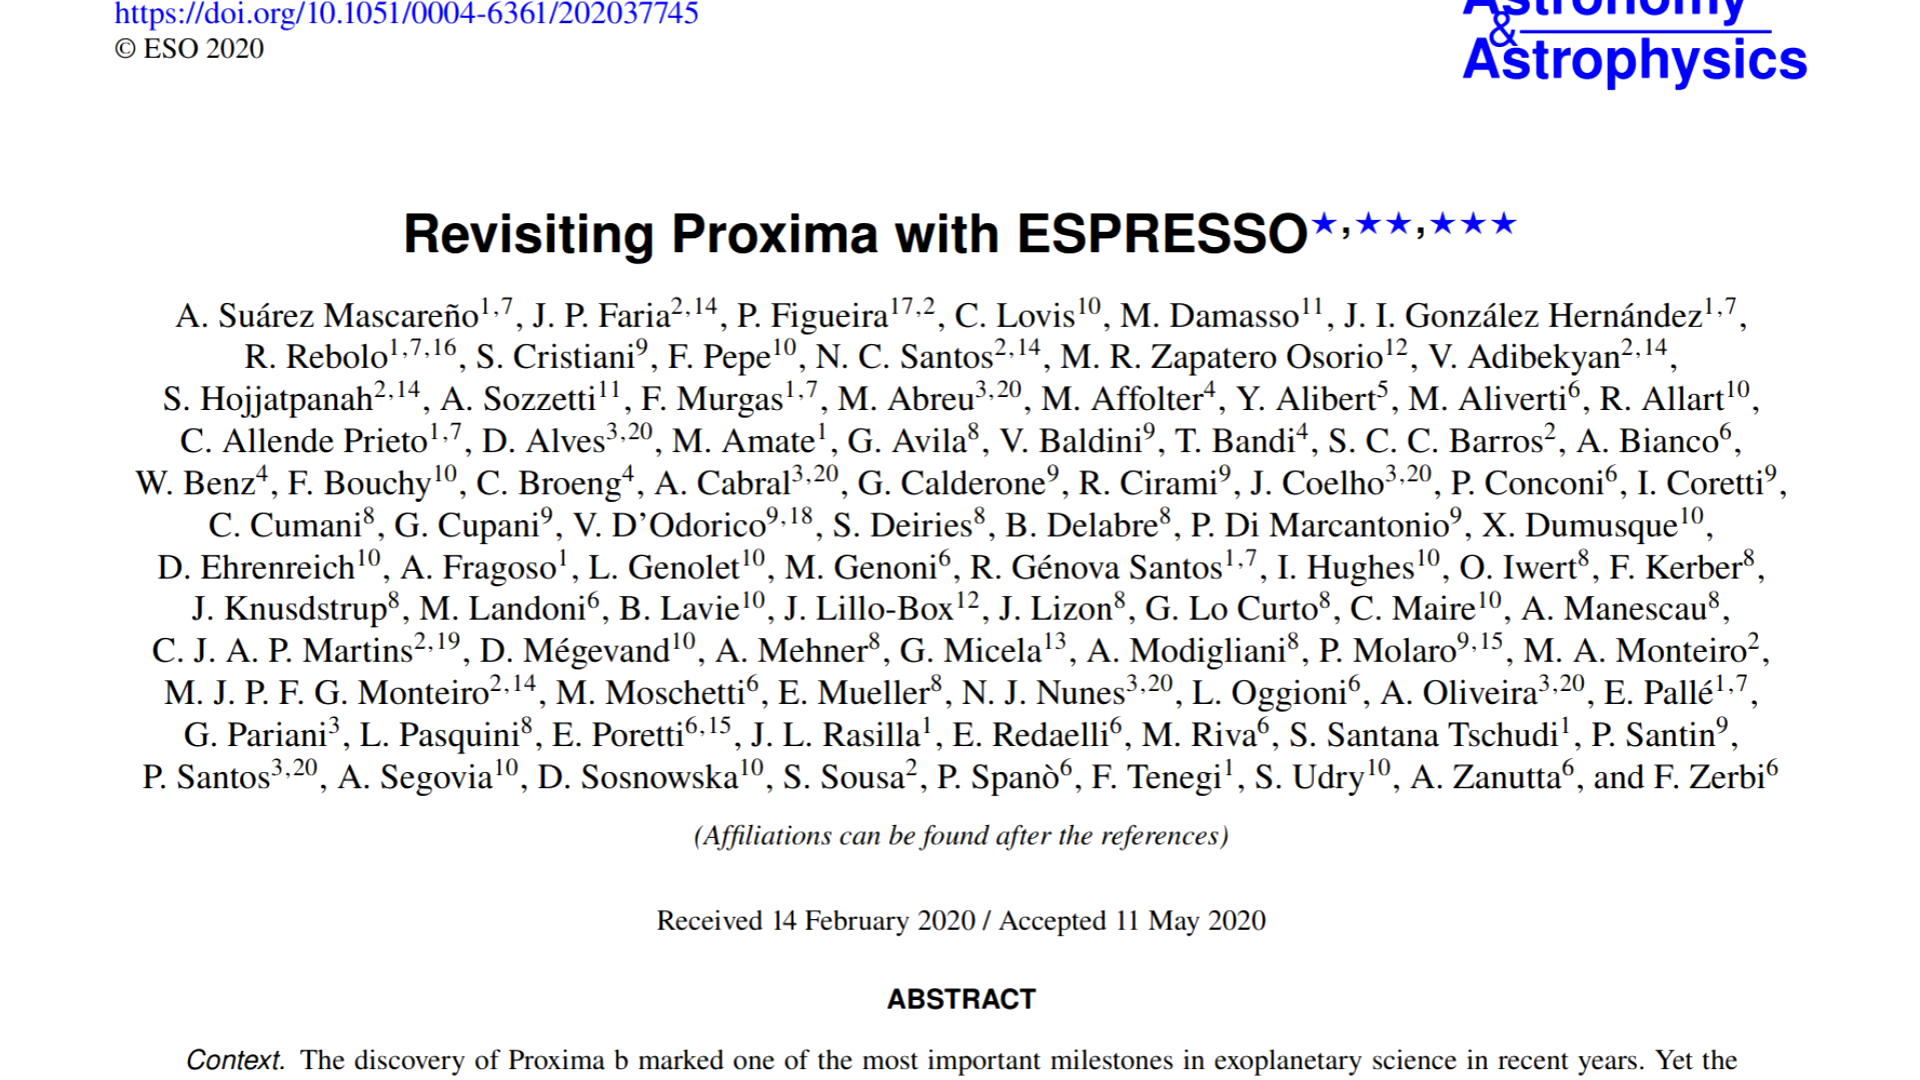 https://doi.org/10.1051/0004-6361/202037745
© ESO 2020
Astronomy
&
Astrophysics
Revisiting Proxima with ESPRESSO★,★★,★★★
A. Suárez Mascareño1,7, J. P. Faria2,14, P. Figueira17,2, C. Lovis10, M. Damasso11, J. I. González Hernández1,7,
R. Rebolo1,7,16, S. Cristiani9, F. Pepe10, N. C. Santos2,14, M. R. Zapatero Osorio12, V. Adibekyan2,14,
S. Hojjatpanah2,14, A. Sozzetti11, F. Murgas1,7, M. Abreu3,20, M. Affolter4, Y. Alibert5, M. Aliverti6, R. Allart10,
C. Allende Prieto1,7, D. Alves3,20, M. Amate1, G. Avila8, V. Baldini9, T. Bandi4, S. C. C. Barros2, A. Bianco6,
W. Benz4, F. Bouchy10, C. Broeng4, A. Cabral3,20, G. Calderone9, R. Cirami9, J. Coelho3,20, P. Conconi6, I. Coretti9,
C. Cumani8, G. Cupani9, V. D’Odorico9,18, S. Deiries8, B. Delabre8, P. Di Marcantonio9, X. Dumusque10,
D. Ehrenreich10, A. Fragoso1, L. Genolet10, M. Genoni6, R. Génova Santos1,7, I. Hughes10, O. Iwert8, F. Kerber8,
J. Knusdstrup8, M. Landoni6, B. Lavie10, J. Lillo-Box12, J. Lizon8, G. Lo Curto8, C. Maire10, A. Manescau8,
C. J. A. P. Martins2,19, D. Mégevand10, A. Mehner8, G. Micela13, A. Modigliani8, P. Molaro9,15, M. A. Monteiro2,
M. J. P. F. G. Monteiro2,14, M. Moschetti6, E. Mueller8, N. J. Nunes3,20, L. Oggioni6, A. Oliveira3,20, E. Pallé1,7,
G. Pariani3, L. Pasquini8, E. Poretti6,15, J. L. Rasilla1, E. Redaelli6, M. Riva6, S. Santana Tschudi1, P. Santin9,
P. Santos3,20, A. Segovia10, D. Sosnowska10, S. Sousa2, P. Spanò6, F. Tenegi1, S. Udry10, A. Zanutta6, and F. Zerbi6
(Affiliations can be found after the references)
Received 14 February 2020 / Accepted 11 May 2020
ABSTRACT
Context. The discovery of Proxima b marked one of the most important milestones in exoplanetary science in recent years. Yet the